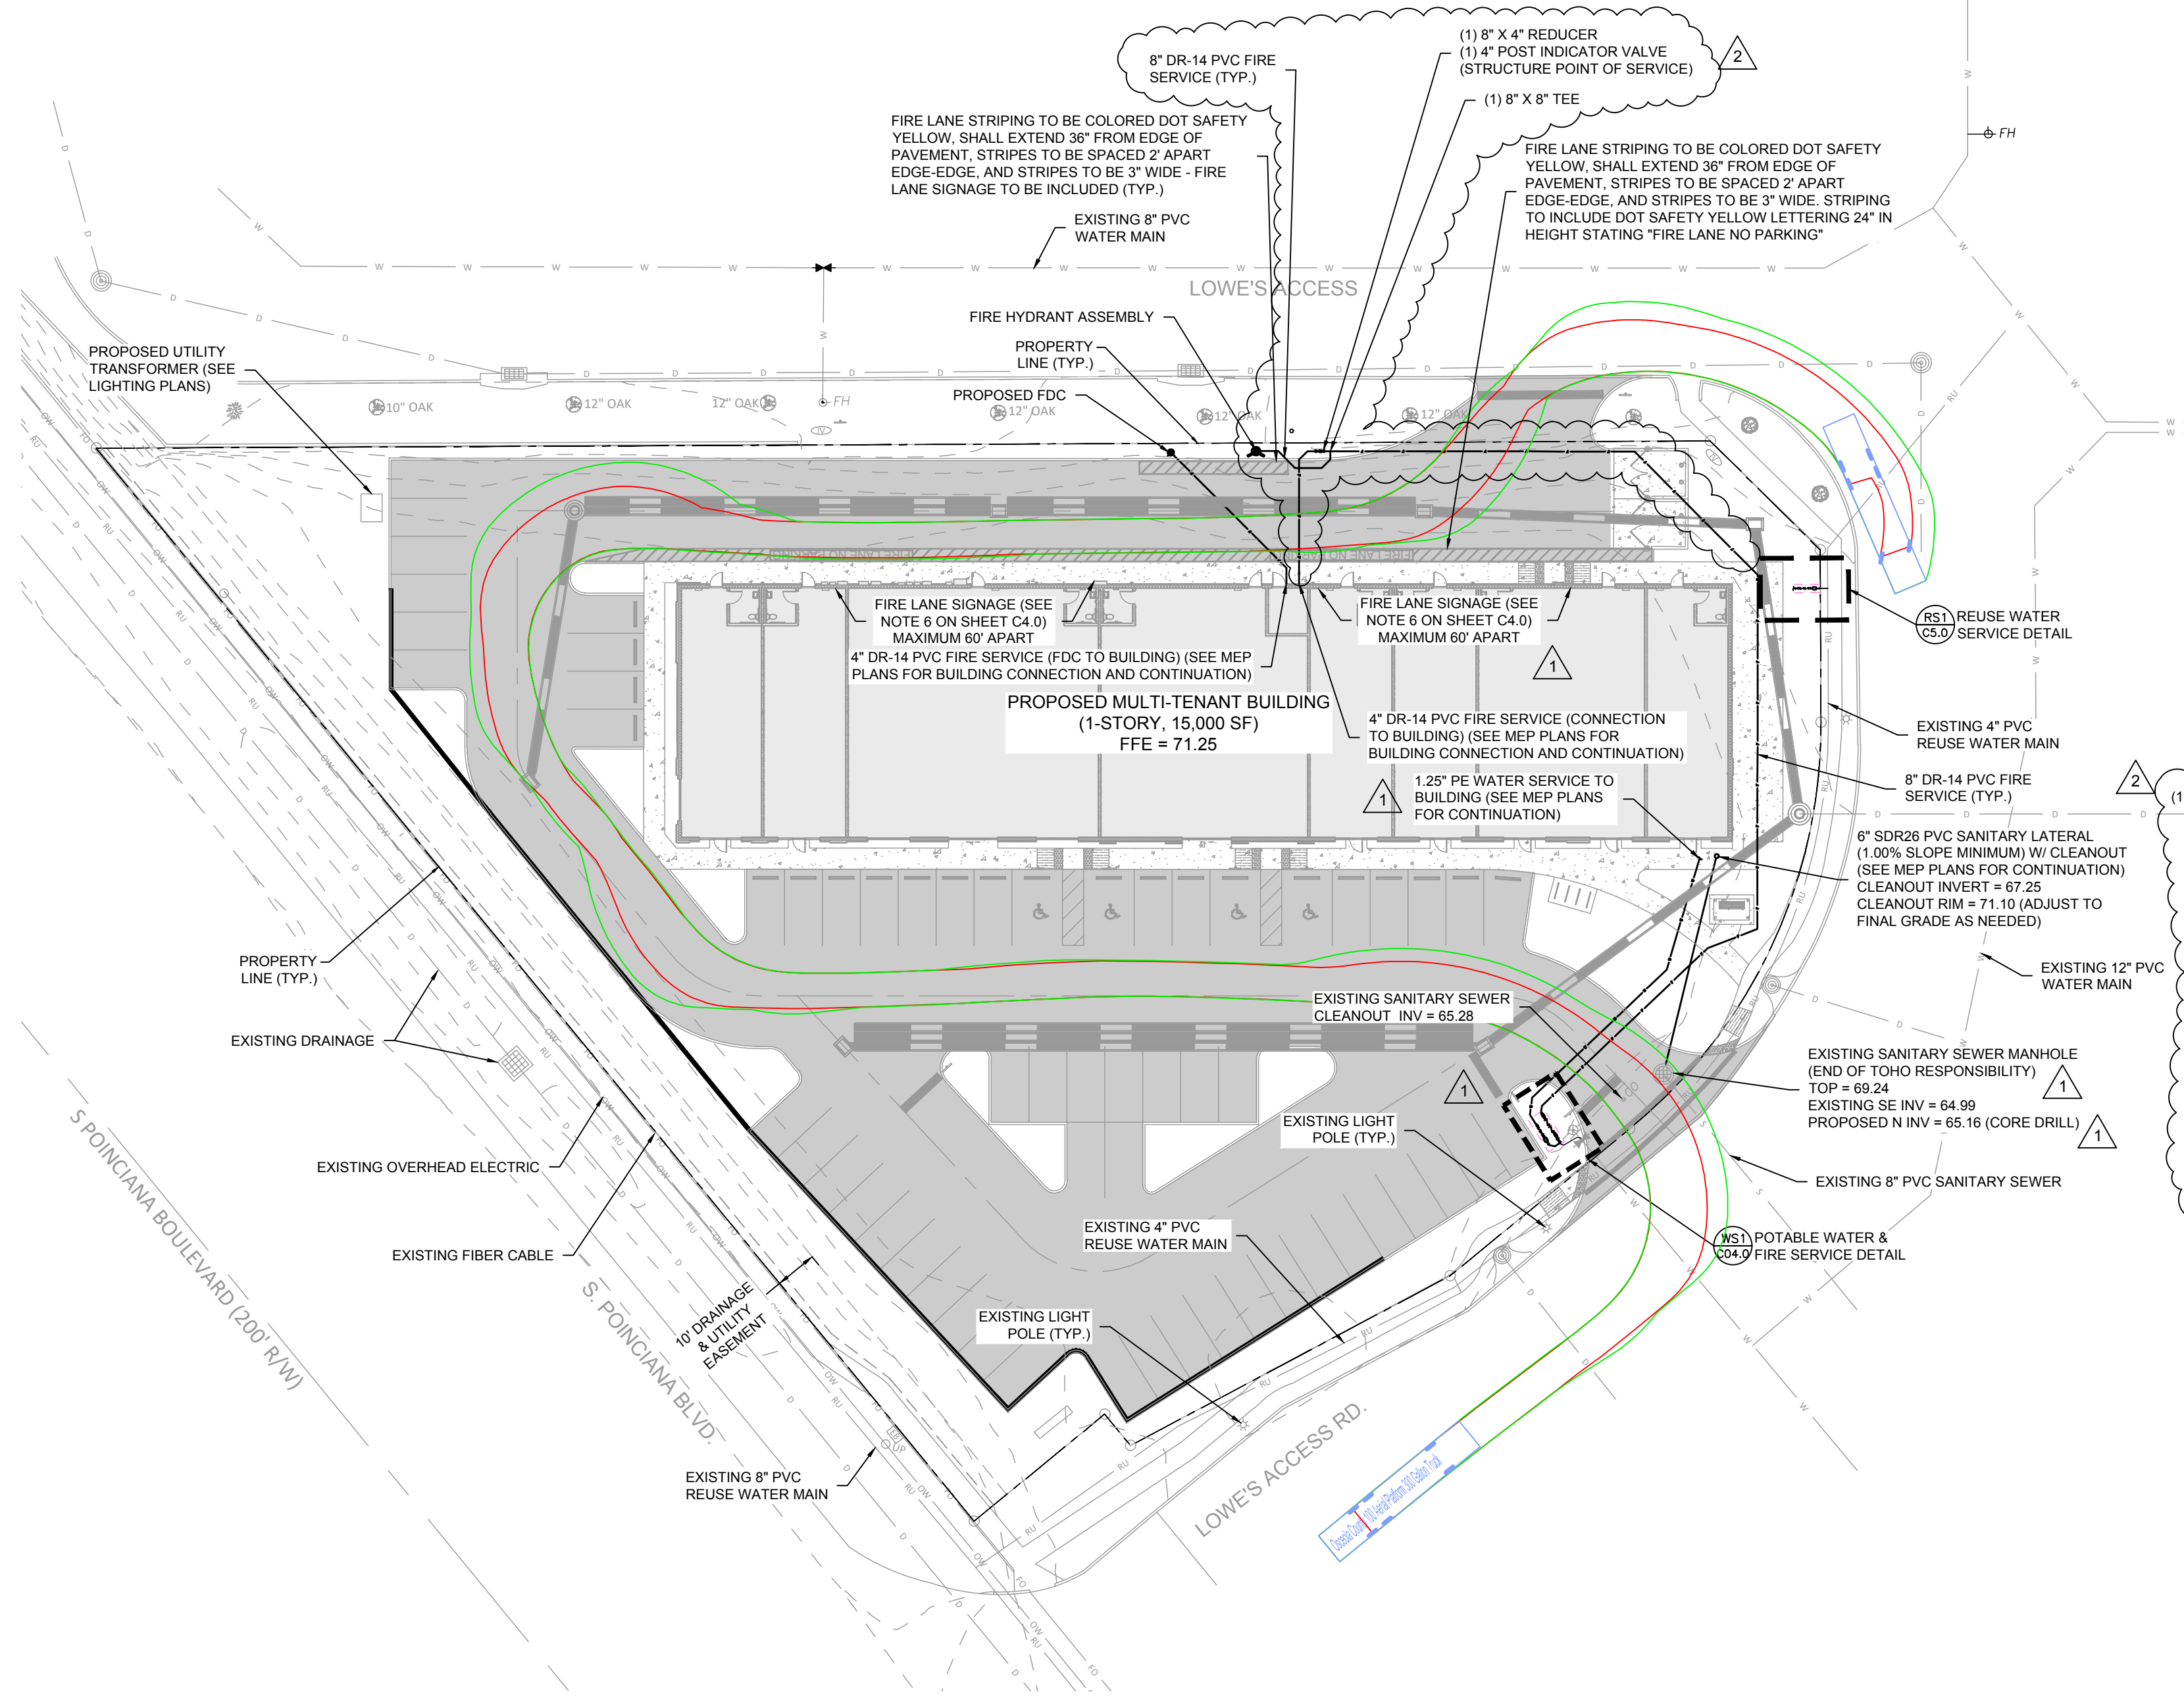 8" DR-14 PVC FIRE
SERVICE (TYP.)
(1) 8" X 4" REDUCER
(1) 4" POST INDICATOR VALVE
(STRUCTURE POINT OF SERVICE)
2
(1) 8" X 8" TEE
FIRE LANE STRIPING TO BE COLORED DOT SAFETY
YELLOW, SHALL EXTEND 36" FROM EDGE OF
PAVEMENT, STRIPES TO BE SPACED 2' APART
EDGE-EDGE, AND STRIPES TO BE 3" WIDE - FIRE
LANE SIGNAGE TO BE INCLUDED (TYP.)
FIRE LANE STRIPING TO BE COLORED DOT SAFETY
YELLOW, SHALL EXTEND 36" FROM EDGE OF
PAVEMENT, STRIPES TO BE SPACED 2' APART
EDGE-EDGE, AND STRIPES TO BE 3" WIDE. STRIPING
TO INCLUDE DOT SAFETY YELLOW LETTERING 24" IN
HEIGHT STATING "FIRE LANE NO PARKING"
FH
EXISTING 8" PVC
WATER MAIN
LOWE'S ACCESS
FIRE HYDRANT ASSEMBLY
PROPERTY
LINE (TYP.)
PROPOSED FDC
PROPOSED UTILITY
TRANSFORMER (SEE
LIGHTING PLANS)
10" OAK
12" OAK
12" OAK
FH
12" OAK
12" OAK
12" OAK
FIRE LANE NO PARKING
FIRE LANE SIGNAGE (SEE
NOTE 6 ON SHEET C4.0)
MAXIMUM 60' APART
FIRE LANE SIGNAGE (SEE
NOTE 6 ON SHEET C4.0)
MAXIMUM 60' APART
RS1
C5.0
REUSE WATER
SERVICE DETAIL
4" DR-14 PVC FIRE SERVICE (FDC TO BUILDING) (SEE MEP
PLANS FOR BUILDING CONNECTION AND CONTINUATION)
1
PROPOSED MULTI-TENANT BUILDING
(1-STORY, 15,000 SF)
FFE = 71.25
4" DR-14 PVC FIRE SERVICE (CONNECTION
TO BUILDING) (SEE MEP PLANS FOR
BUILDING CONNECTION AND CONTINUATION)
EXISTING 4" PVC
REUSE WATER MAIN
1
1.25" PE WATER SERVICE TO
BUILDING (SEE MEP PLANS
FOR CONTINUATION)
8" DR-14 PVC FIRE
SERVICE (TYP.)
2
(1
6" SDR26 PVC SANITARY LATERAL
(1.00% SLOPE MINIMUM) W/ CLEANOUT
(SEE MEP PLANS FOR CONTINUATION)
CLEANOUT INVERT = 67.25
CLEANOUT RIM = 71.10 (ADJUST TO
FINAL GRADE AS NEEDED)
PROPERTY
LINE (TYP.)
EXISTING 12" PVC
WATER MAIN
EXISTING SANITARY SEWER
CLEANOUT INV = 65.28
EXISTING DRAINAGE
EXISTING SANITARY SEWER MANHOLE
(END OF TOHO RESPONSIBILITY)
TOP = 69.24
EXISTING SE INV = 64.99
PROPOSED N INV = 65.16 (CORE DRILL)
1
1
1
EXISTING LIGHT
POLE (TYP.)
EXISTING OVERHEAD ELECTRIC
EXISTING 8" PVC SANITARY SEWER
EXISTING FIBER CABLE
EXISTING 4" PVC
REUSE WATER MAIN
WS1
C04.0
POTABLE WATER &
FIRE SERVICE DETAIL
S POINCIANA BOULEVARD (200' R/W)
S. POINCIANA BLVD.
10' DRAINAGE
& UTILITY
EASEMENT
EXISTING LIGHT
POLE (TYP.)
UP
EXISTING 8" PVC
REUSE WATER MAIN
LOWE'S ACCESS RD.
Osceola County 100 Aerial Platform 300 Gallon Truck